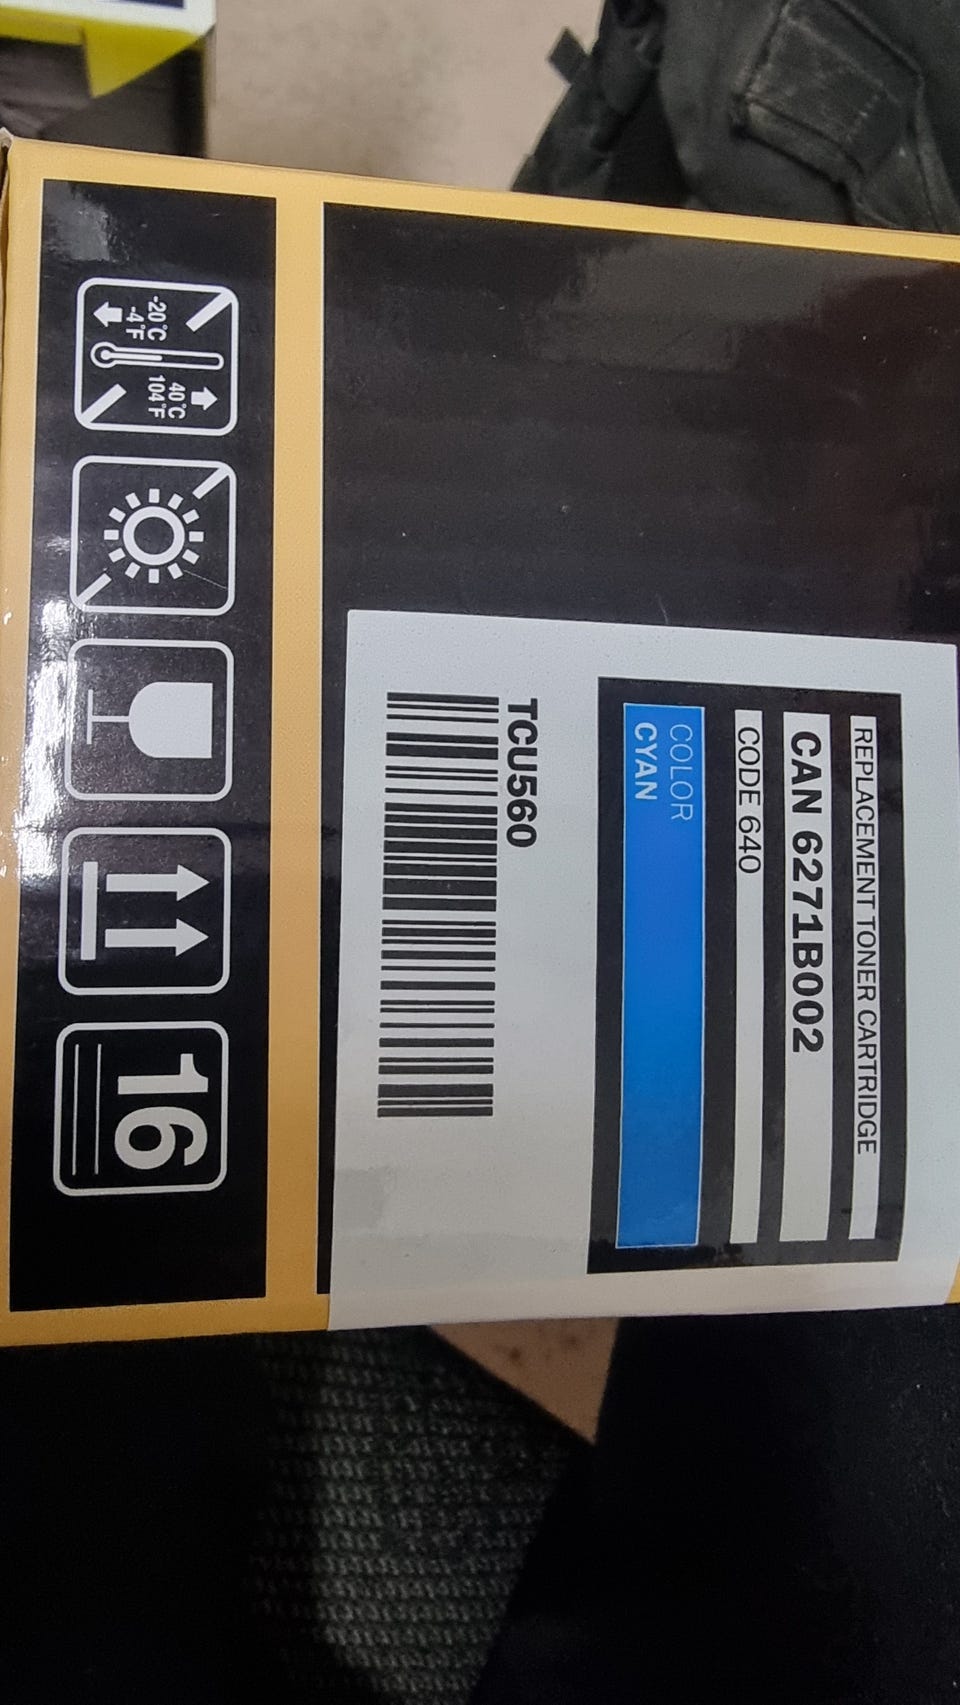 REPLACEMENT TONER CARTRIDGE
CAN 6271B002
CODE 640
COLOR
CYAN
TCU560
-20°C
-4°F
40°C
104°F
16